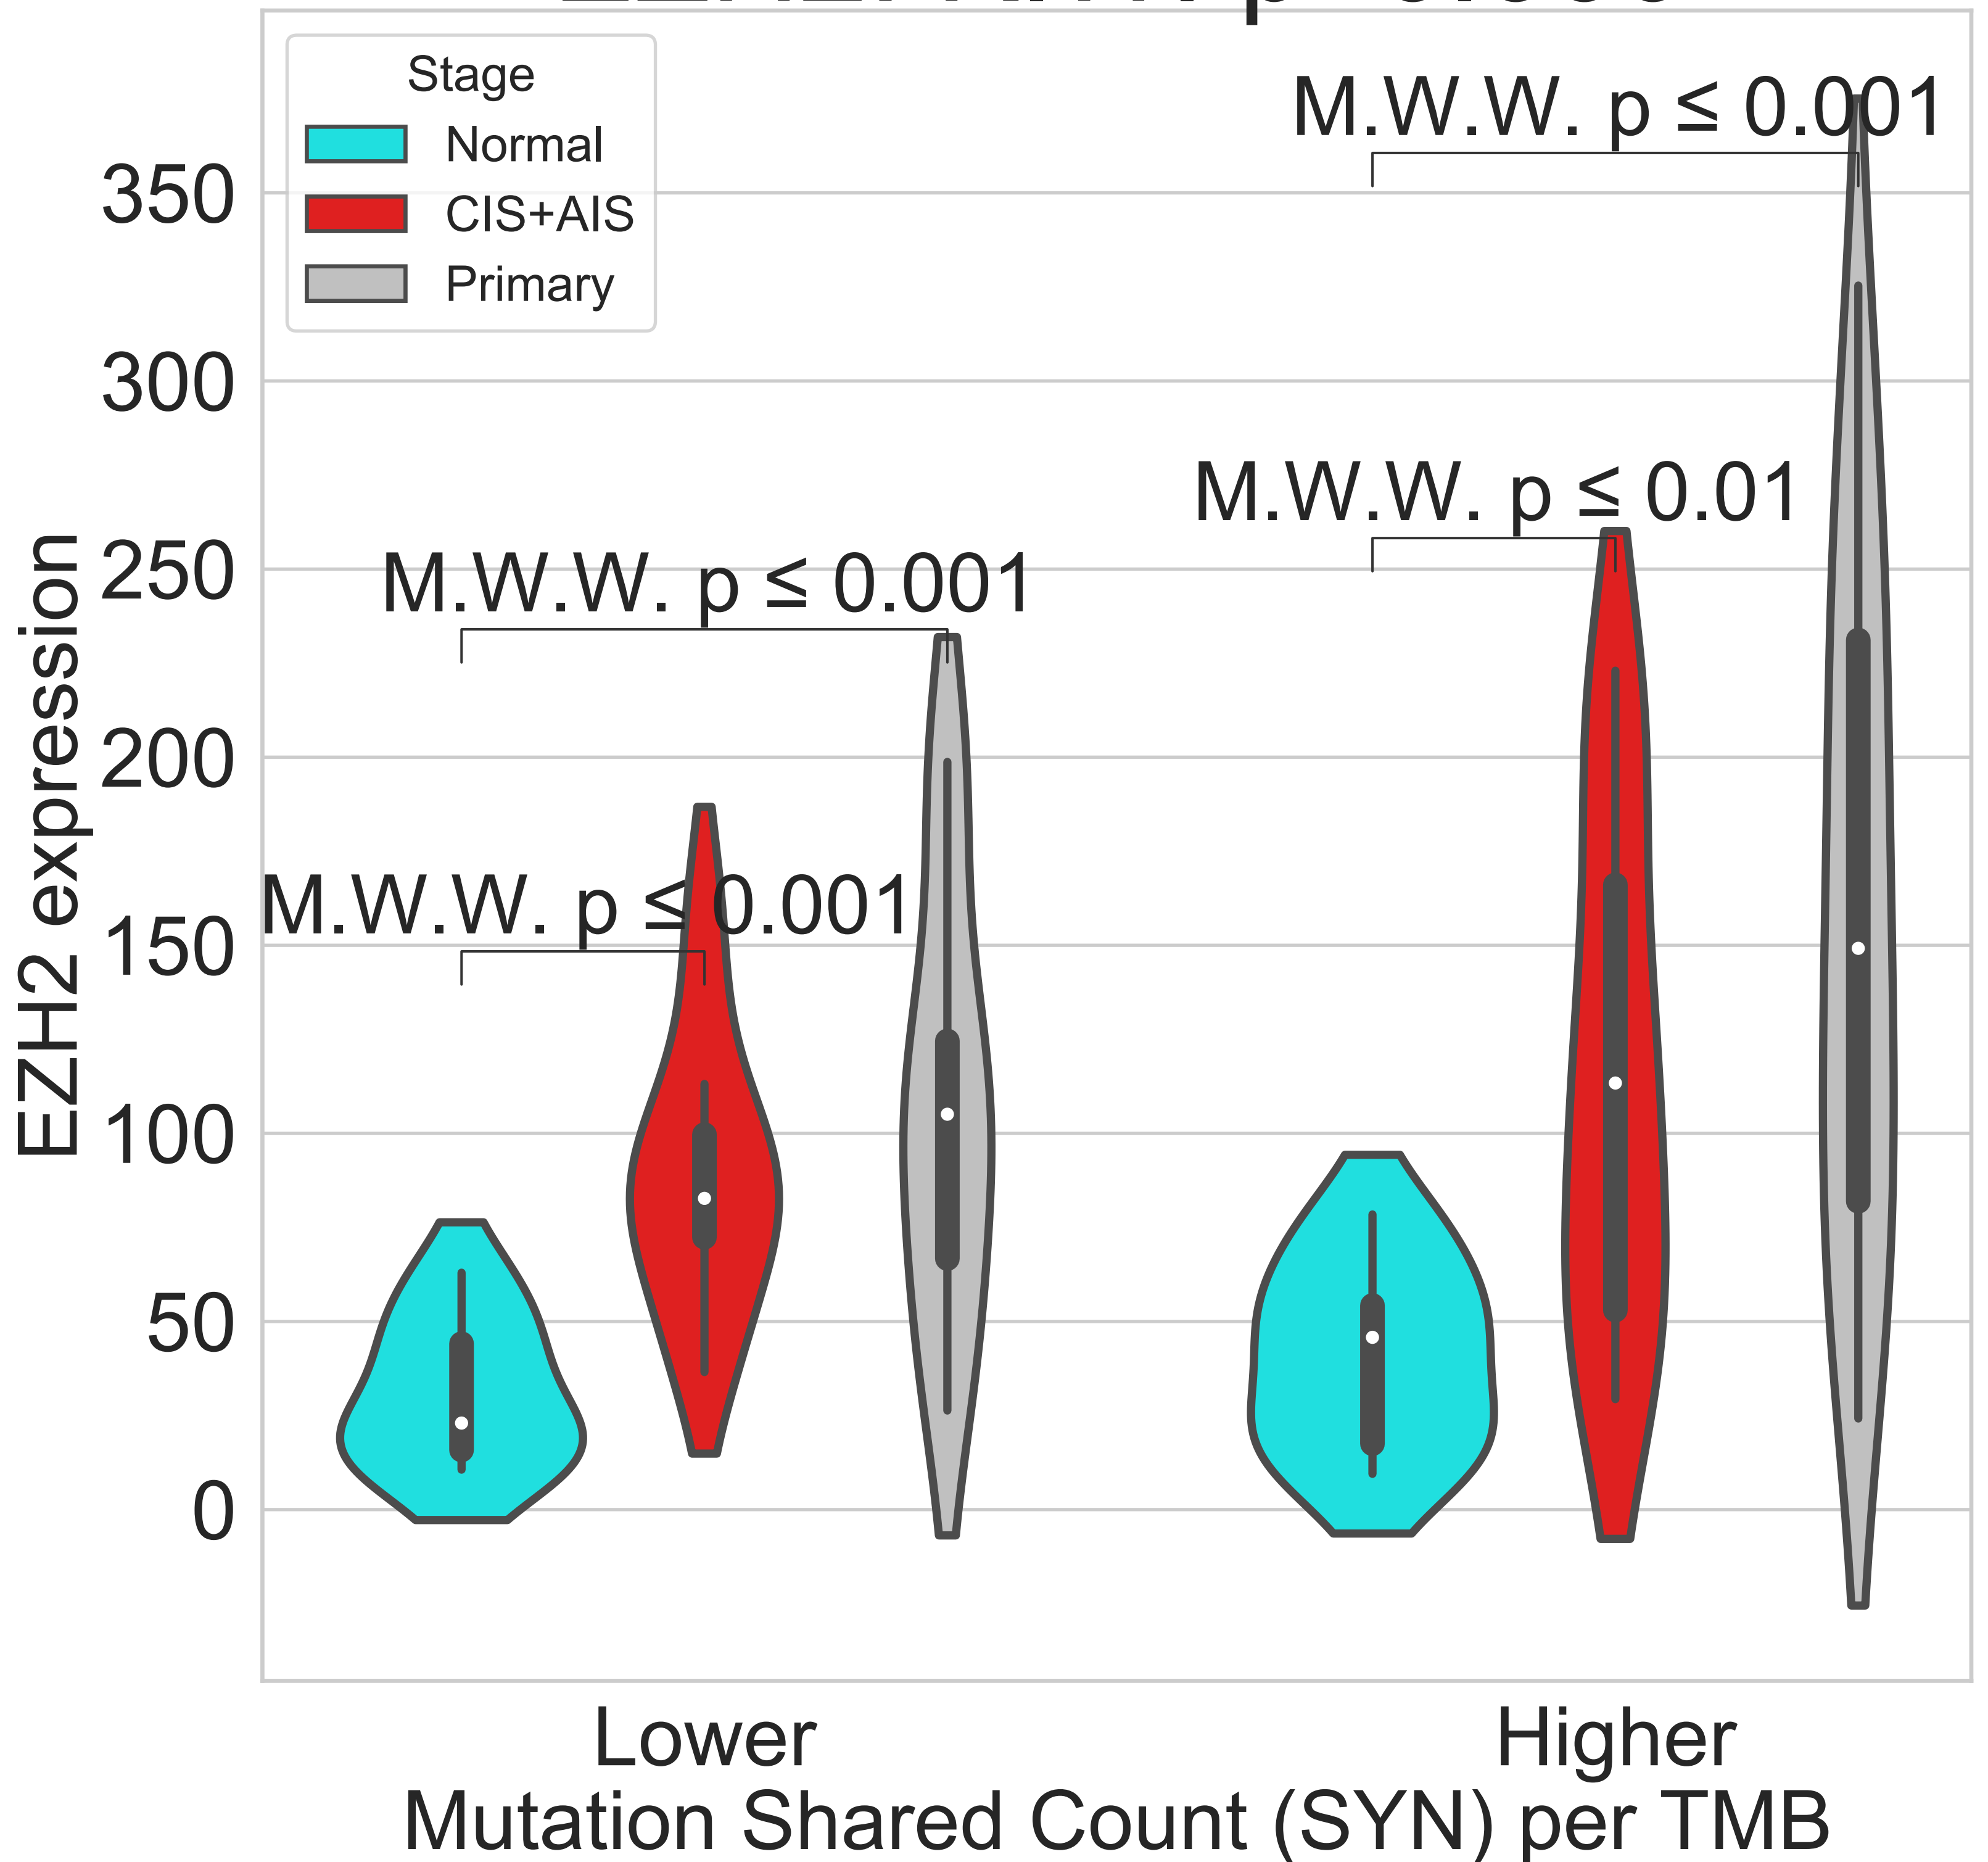 Stage
Normal
CIS+AIS
Primary
M.W.W. p ≤ 0.001
350
300
M.W.W. p ≤ 0.01
250
M.W.W. p ≤ 0.001
200
M.W.W. p ≤ 0.001
150
100
50
0
EZH2 expression
Lower
Higher
Mutation Shared Count (SYN) per TMB